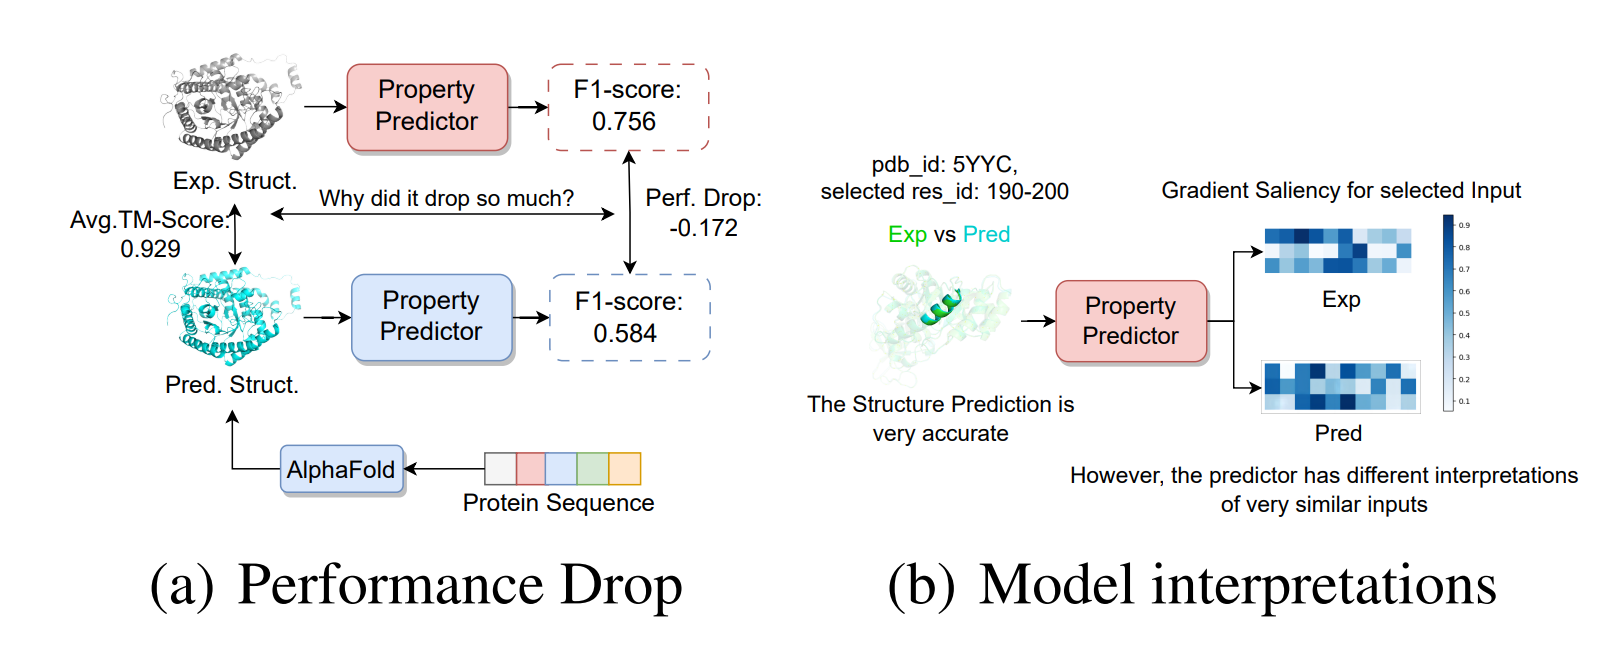 Property
Predictor
F1-score:
0.756
Exp. Struct.
Why did it drop so much?
Avg.TM-Score:
0.929
Perf. Drop:
-0.172
Property
Predictor
F1-score:
0.584
Pred. Struct.
AlphaFold
Protein Sequence
(a) Performance Drop
pdb_id: 5YYC,
selected res_id: 190-200
Exp vs Pred
The Structure Prediction is
very accurate
Property
Predictor
Gradient Saliency for selected Input
Exp
Pred
0.9
0.8
0.7
0.6
0.5
0.4
0.3
0.2
0.1
However, the predictor has different interpretations
of very similar inputs
(b) Model interpretations